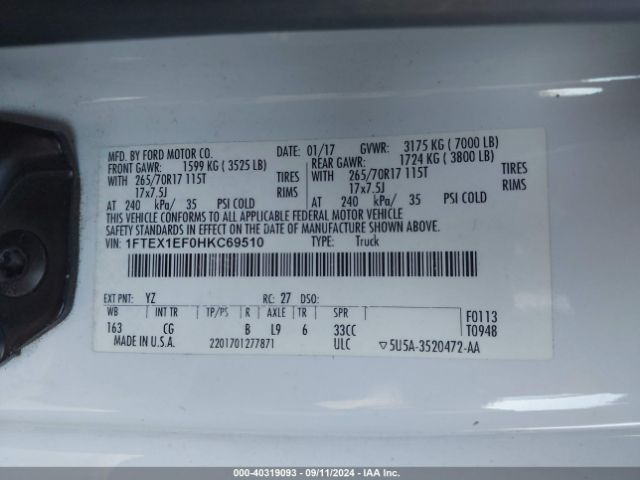 MFD. BY FORD MOTOR CO. DATE: 01/17 GVWR: 3175 KG ( 7000 LB)
FRONT GAWR: 1599 KG ( 3525 LB) REAR GAWR: 1724 KG ( 3800 LB)
WITH 265/70R17 115T TIRES WITH 265/70R17 115T TIRES
17x7.5J RIMS 17x7.5J RIMS
AT 240 kPa/ 35 PSI COLD AT 240 kPa/ 35 PSI COLD
THIS VEHICLE CONFORMS TO ALL APPLICABLE FEDERAL MOTOR VEHICLE
SAFETY STANDARDS IN EFFECT ON THE DATE OF MANUFACTURE SHOWN ABOVE.
VIN: 1FTEX1EF0HKC69510 TYPE: Truck
EXT PNT: YZ RC: 27 DSO:
WB INT TR TP/PS R AXLE TR SPR F0113
163 CG B L9 6 33CC T0948
MADE IN U.S.A. 2201701277871 ULC ▽5U5A-3520472-AA
000-40319093 - 09/11/2024 - IAA Inc.